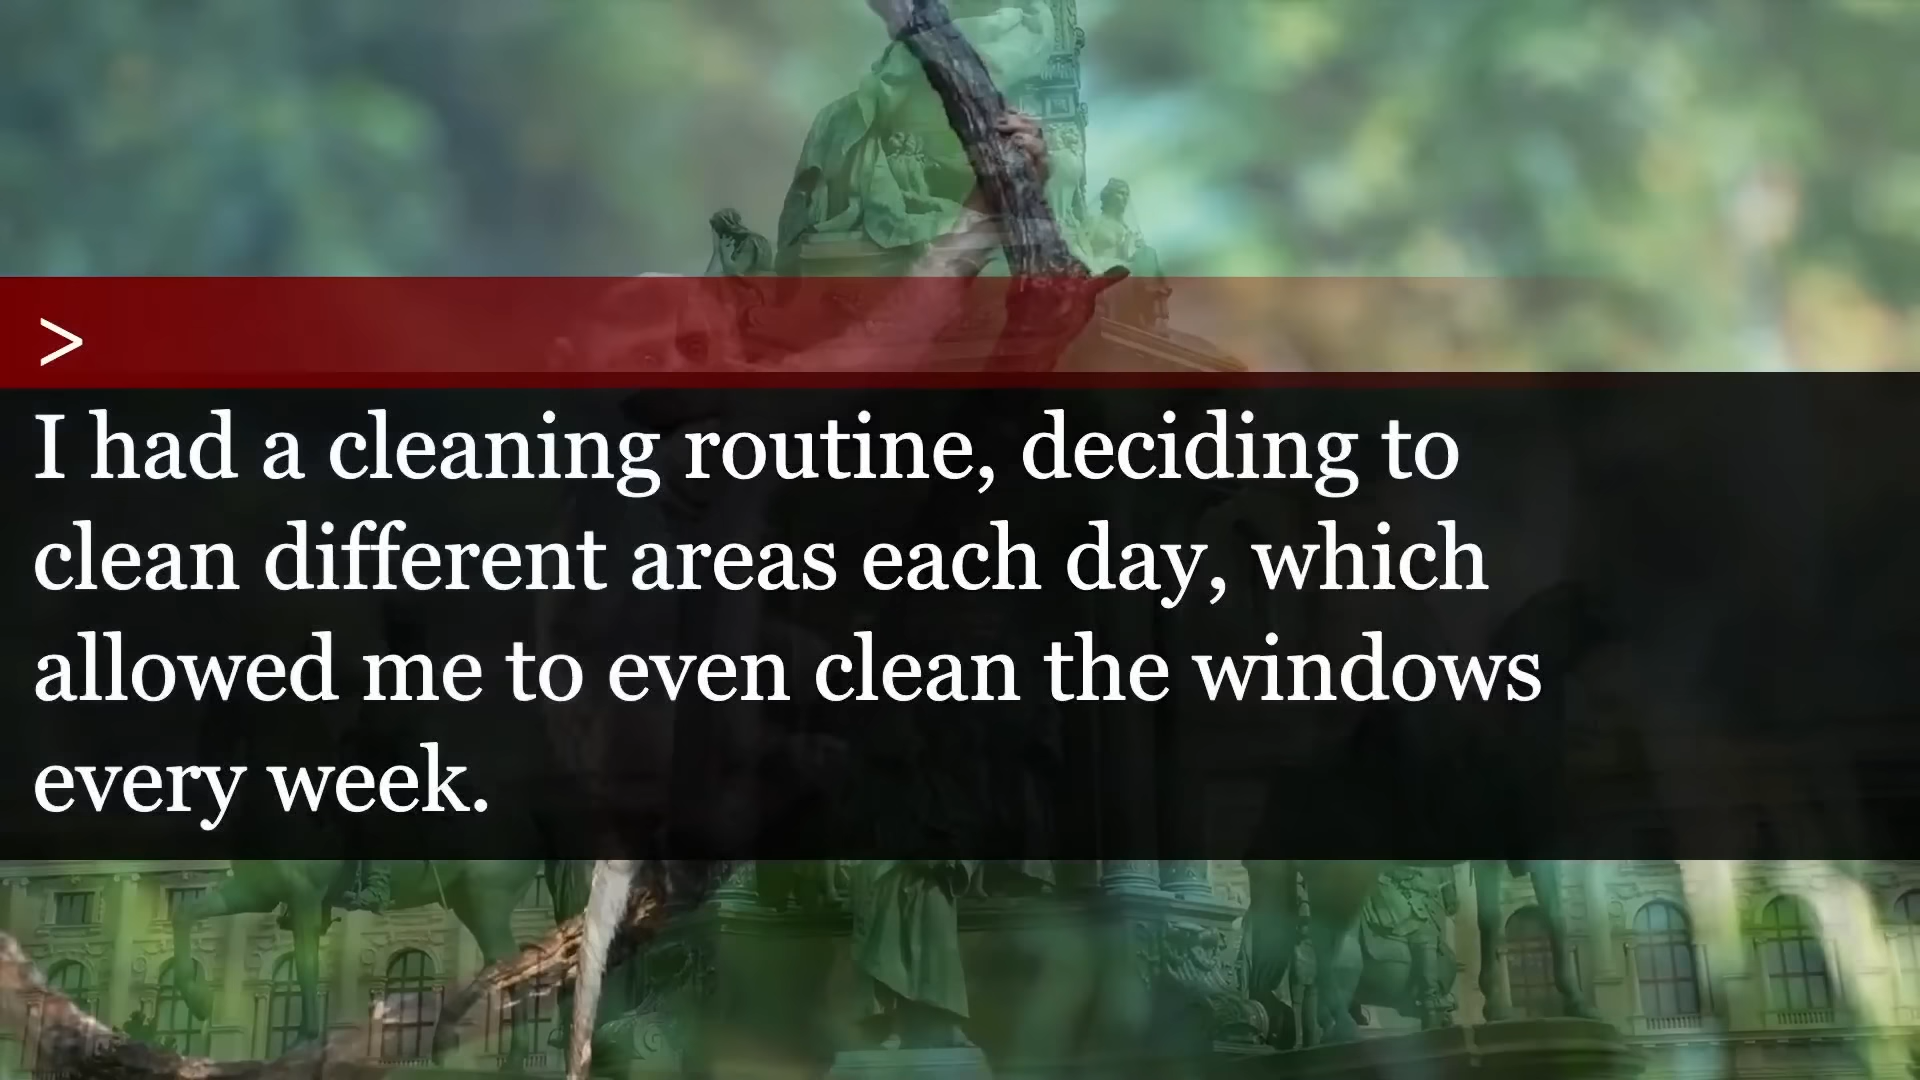 >
I had a cleaning routine, deciding to
clean different areas each day, which
allowed me to even clean the windows
every week.